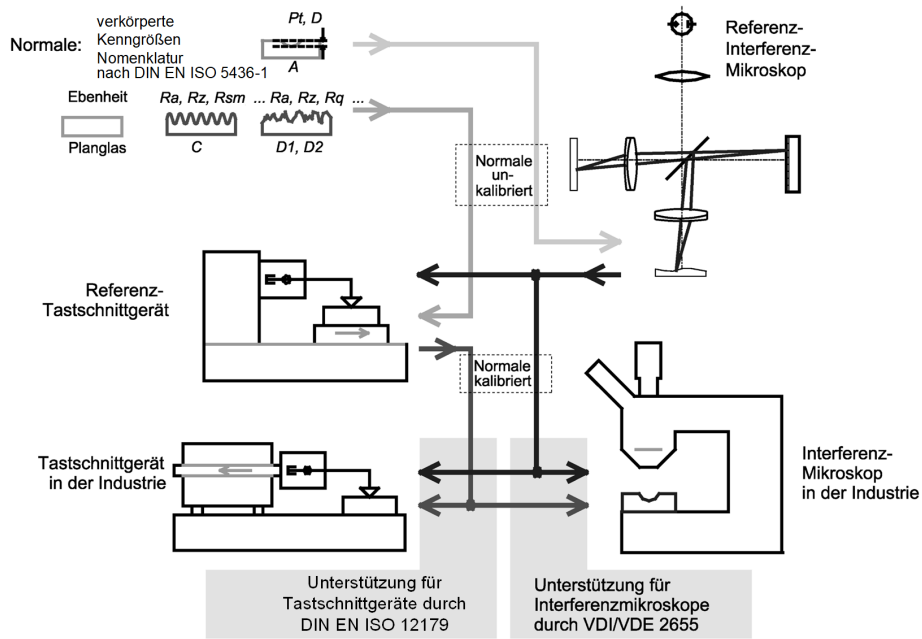 Normale:
verkörperte
Kenngrößen
Nomenklatur
nach DIN EN ISO 5436-1
Pt, D
A
Referenz-
Interferenz-
Mikroskop
Ebenheit
Ra, Rz, Rsm ... Ra, Rz, Rq ...
Planglas
C
D1, D2
Normale
un-
kalibriert
Referenz-
Tastschnittgerät
Normale
kalibriert
Tastschnittgerät
in der Industrie
Interferenz-
Mikroskop
in der Industrie
Unterstützung für
Tastschnittgeräte durch
DIN EN ISO 12179
Unterstützung für
Interferenzmikroskope
durch VDI/VDE 2655